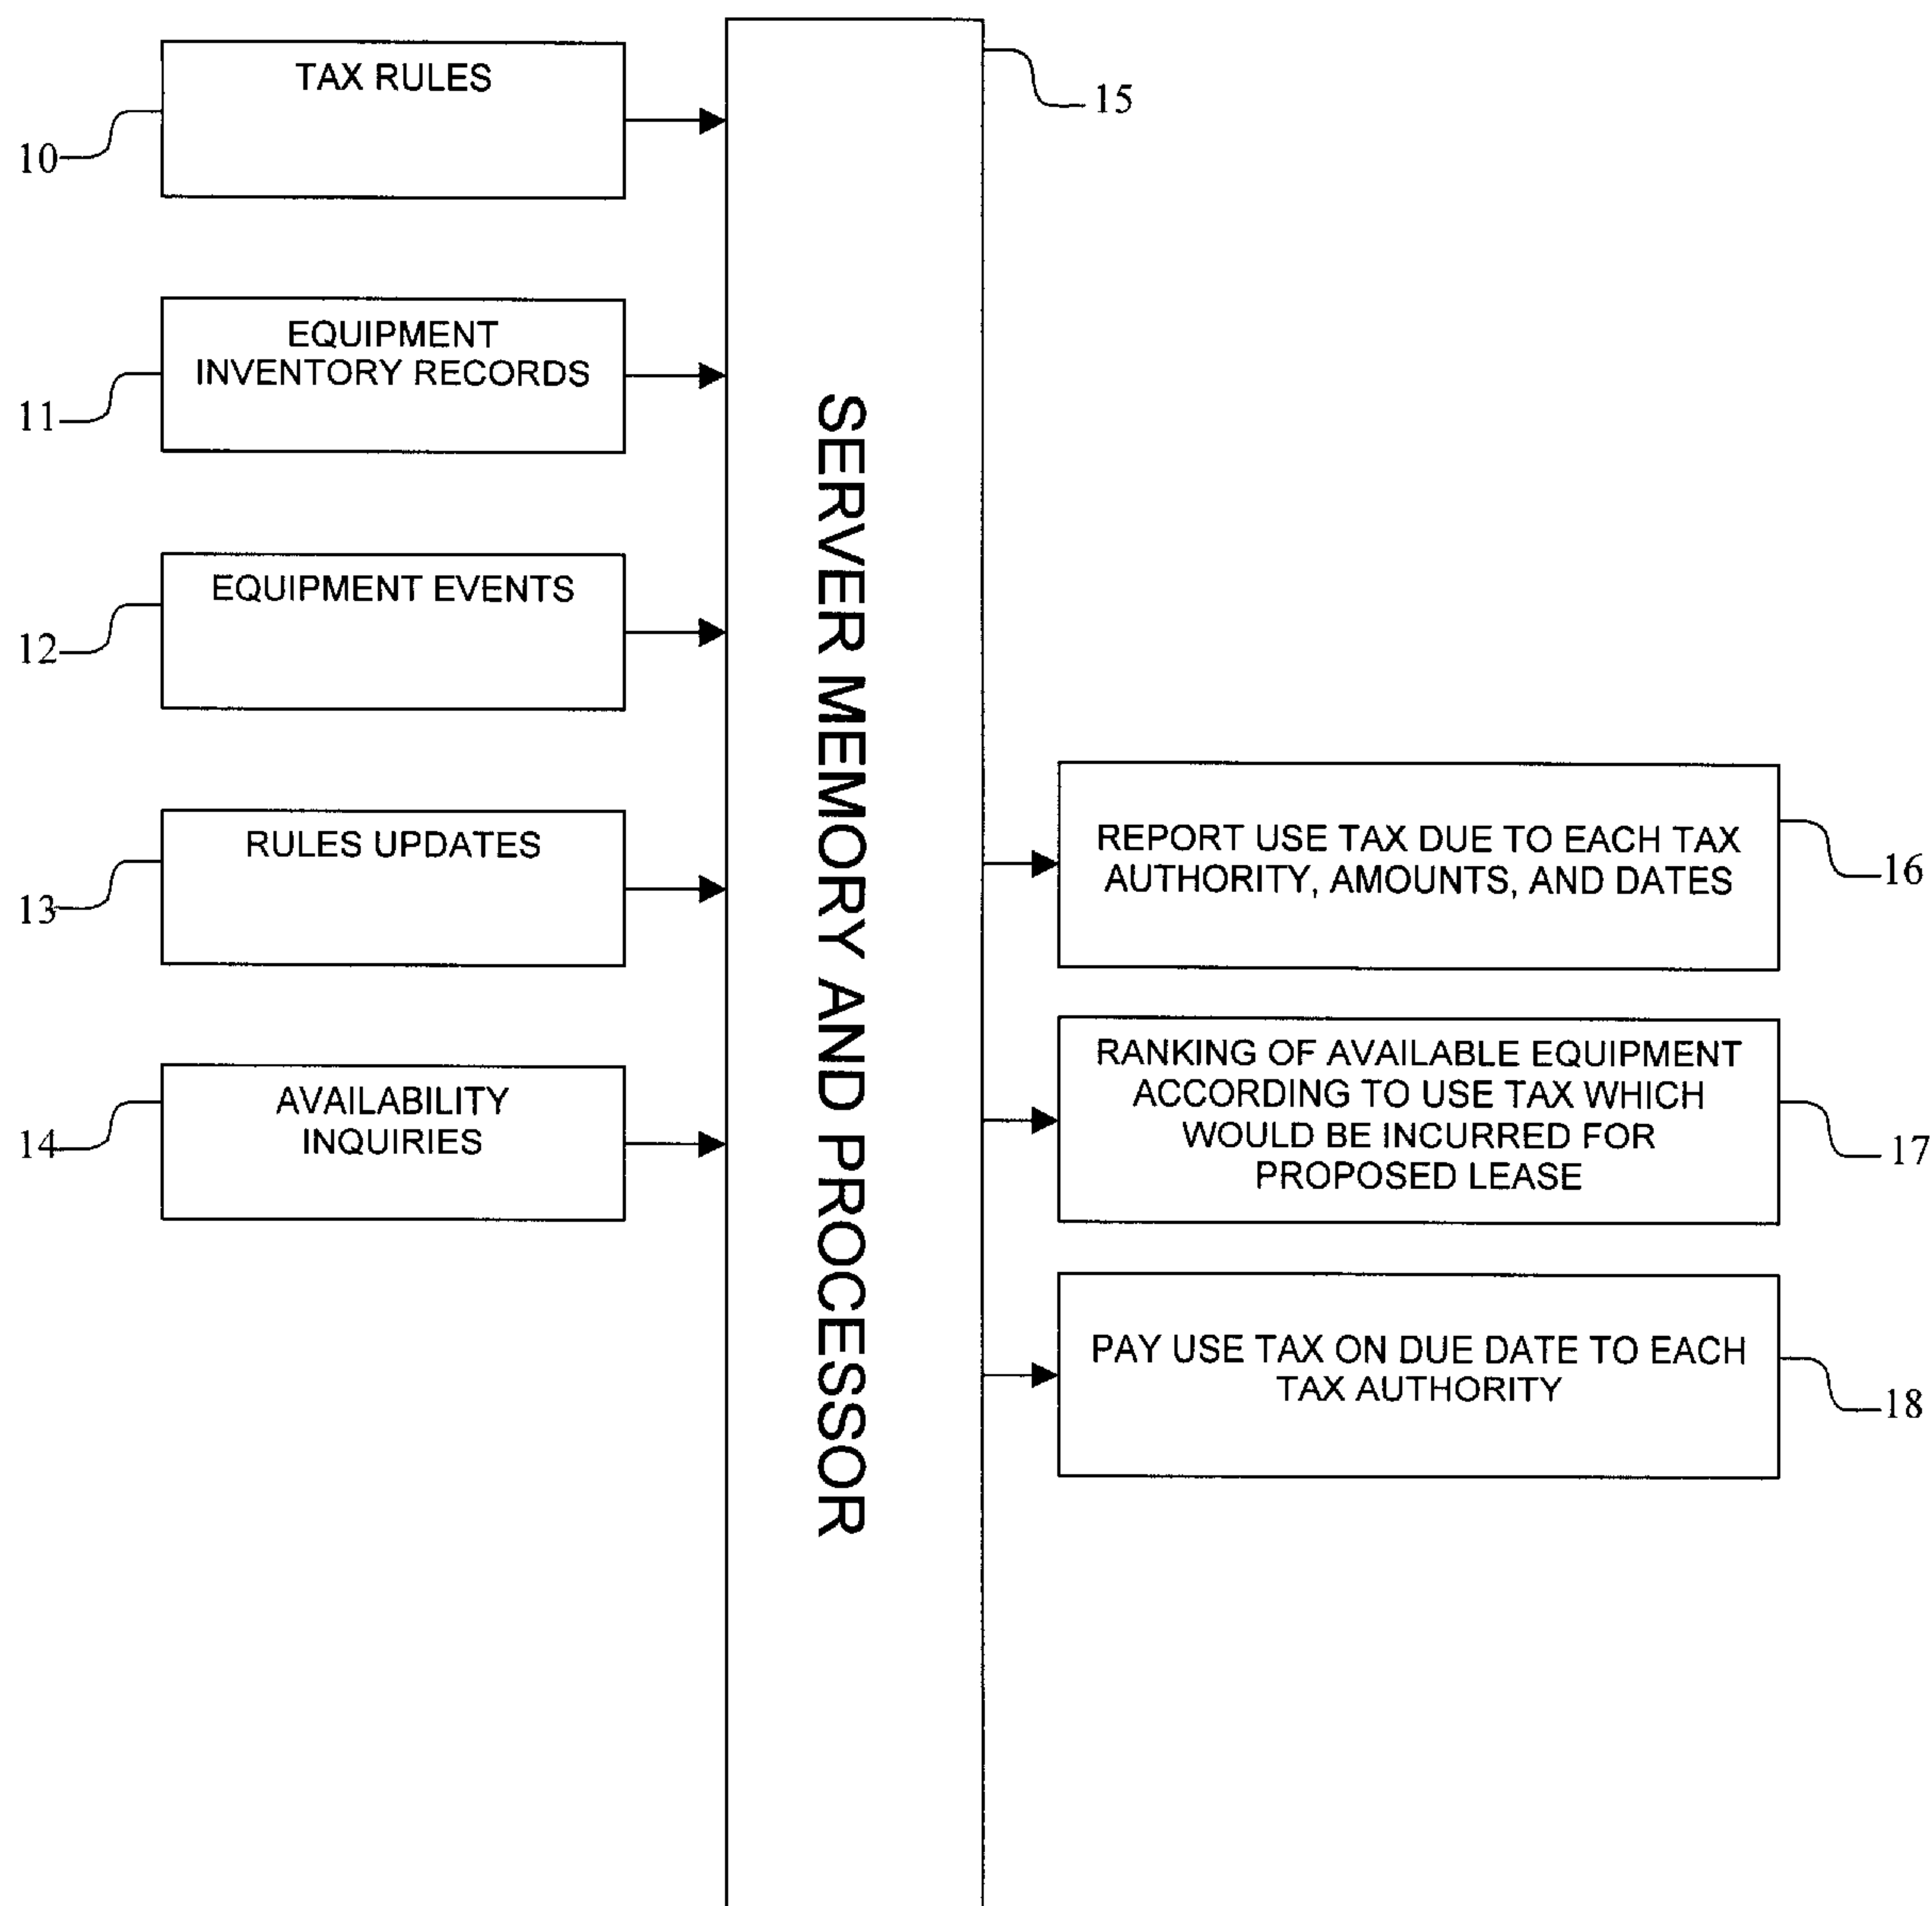 TAX RULES
10
EQUIPMENT
INVENTORY RECORDS
11
EQUIPMENT EVENTS
12
RULES UPDATES
13
AVAILABILITY
INQUIRIES
14
SERVER MEMORY AND PROCESSOR
15
REPORT USE TAX DUE TO EACH TAX
AUTHORITY, AMOUNTS, AND DATES
16
RANKING OF AVAILABLE EQUIPMENT
ACCORDING TO USE TAX WHICH
WOULD BE INCURRED FOR
PROPOSED LEASE
17
PAY USE TAX ON DUE DATE TO EACH
TAX AUTHORITY
18